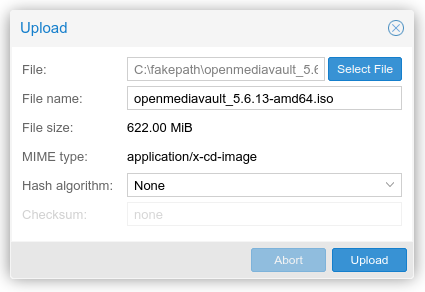 Upload
File: C:\fakepath\openmediavault_5.6 Select File
File name: openmediavault_5.6.13-amd64.iso
File size: 622.00 MiB
MIME type: application/x-cd-image
Hash algorithm: None
Checksum: none
Abort Upload